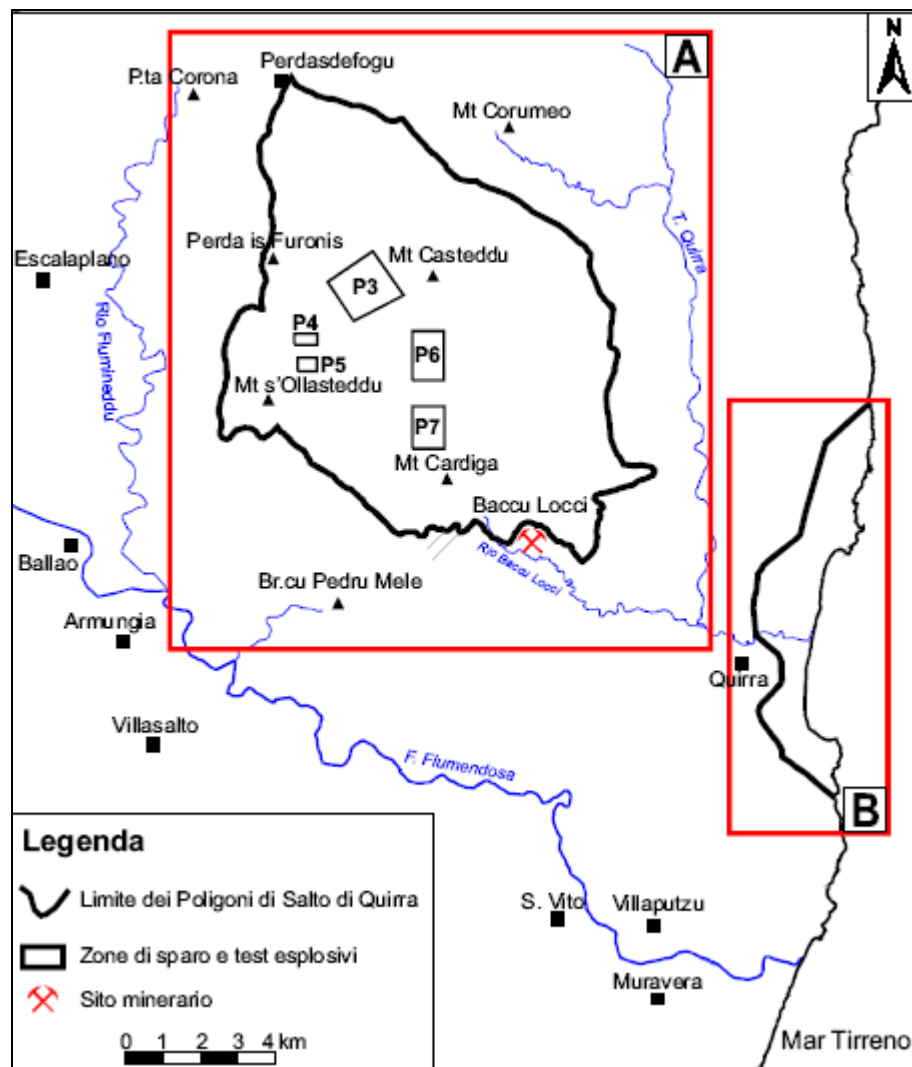 N
A
Perdasdefogu
P.ta Corona
Mt Corumeo
T. Quirra
Perda is Furonis
Mt Casteddu
Escalaplano
P3
Rio Flumineddu
P4
P6
P5
Mt s'Ollasteddu
P7
Mt Cardiga
Baccu Locci
Ballao
Rio Baccu Locci
Br.cu Pedru Mele
Armungia
Quirra
Villasalto
F. Flumendosa
B
Legenda
Limite dei Poligoni di Salto di Quirra
S. Vito
Villaputzu
Zone di sparo e test esplosivi
Sito minerario
Muravera
0 1 2 3 4 km
Mar Tirreno